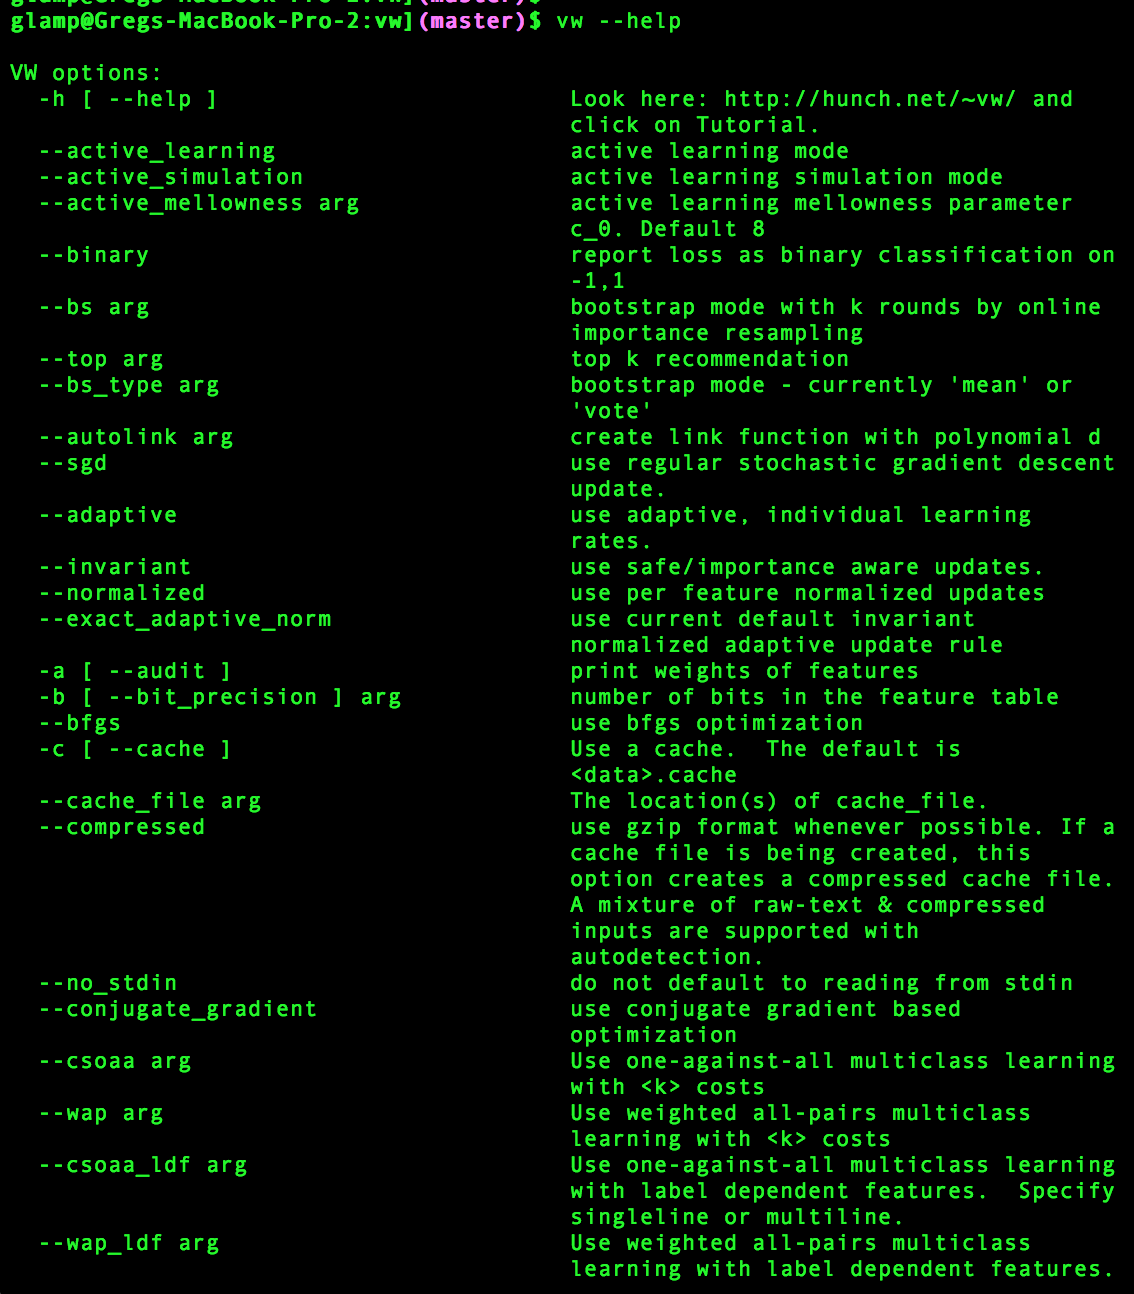 glamp@Gregs-MacBook-Pro-2:vw](master)$
glamp@Gregs-MacBook-Pro-2:vw](master)$ vw --help
VW options:
-h [ --help ] Look here: http://hunch.net/~vw/ and
click on Tutorial.
--active_learning active learning mode
--active_simulation active learning simulation mode
--active_mellowness arg active learning mellowness parameter
c_0. Default 8
--binary report loss as binary classification on
-1,1
--bs arg bootstrap mode with k rounds by online
importance resampling
--top arg top k recommendation
--bs_type arg bootstrap mode - currently 'mean' or
'vote'
--autolink arg create link function with polynomial d
--sgd use regular stochastic gradient descent
update.
--adaptive use adaptive, individual learning
rates.
--invariant use safe/importance aware updates.
--normalized use per feature normalized updates
--exact_adaptive_norm use current default invariant
normalized adaptive update rule
-a [ --audit ] print weights of features
-b [ --bit_precision ] arg number of bits in the feature table
--bfgs use bfgs optimization
-c [ --cache ] Use a cache.  The default is
<data>.cache
--cache_file arg The location(s) of cache_file.
--compressed use gzip format whenever possible. If a
cache file is being created, this
option creates a compressed cache file.
A mixture of raw-text & compressed
inputs are supported with
autodetection.
--no_stdin do not default to reading from stdin
--conjugate_gradient use conjugate gradient based
optimization
--csoaa arg Use one-against-all multiclass learning
with <k> costs
--wap arg Use weighted all-pairs multiclass
learning with <k> costs
--csoaa_ldf arg Use one-against-all multiclass learning
with label dependent features.  Specify
singleline or multiline.
--wap_ldf arg Use weighted all-pairs multiclass
learning with label dependent features.